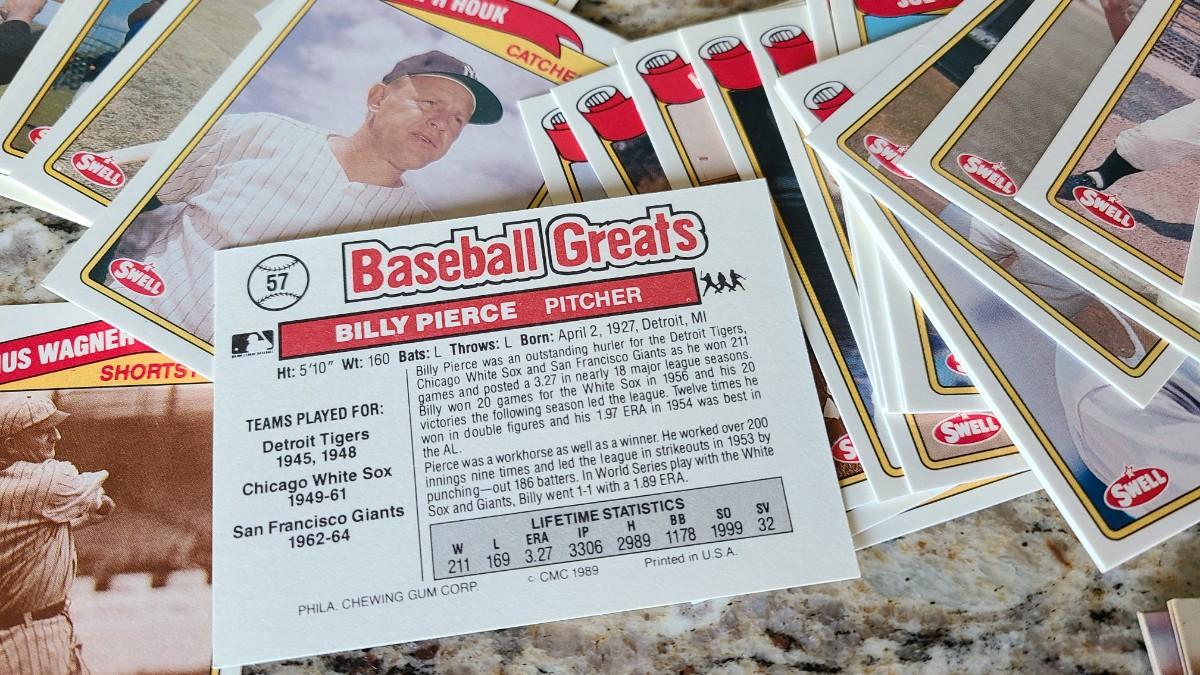 PH HOUK
CATCHE
SWELL
SWELL
SWELL
SWELL
SWELL
SWELL
SWELL
US WAGNER
SHORTST
57
Baseball Greats
BILLY PIERCE PITCHER
Ht: 5'10" Wt: 160 Bats: L Throws: L Born: April 2, 1927, Detroit, MI
TEAMS PLAYED FOR:
Detroit Tigers
1945, 1948
Chicago White Sox
1949-61
San Francisco Giants
1962-64
Billy Pierce was an outstanding hurler for the Detroit Tigers,
Chicago White Sox and San Francisco Giants as he won 211
games and posted a 3.27 in nearly 18 major league seasons.
Billy won 20 games for the White Sox in 1956 and his 20
victories the following season led the league. Twelve times he
won in double figures and his 1.97 ERA in 1954 was best in
the AL.
Pierce was a workhorse as well as a winner. He worked over 200
innings nine times and led the league in strikeouts in 1953 by
punching—out 186 batters. In World Series play with the White
Sox and Giants, Billy went 1-1 with a 1.89 ERA.
LIFETIME STATISTICS
W L ERA IP H BB SO SV
211 169 3.27 3306 2989 1178 1999 32
PHILA. CHEWING GUM CORP. © CMC 1989 Printed in U.S.A.